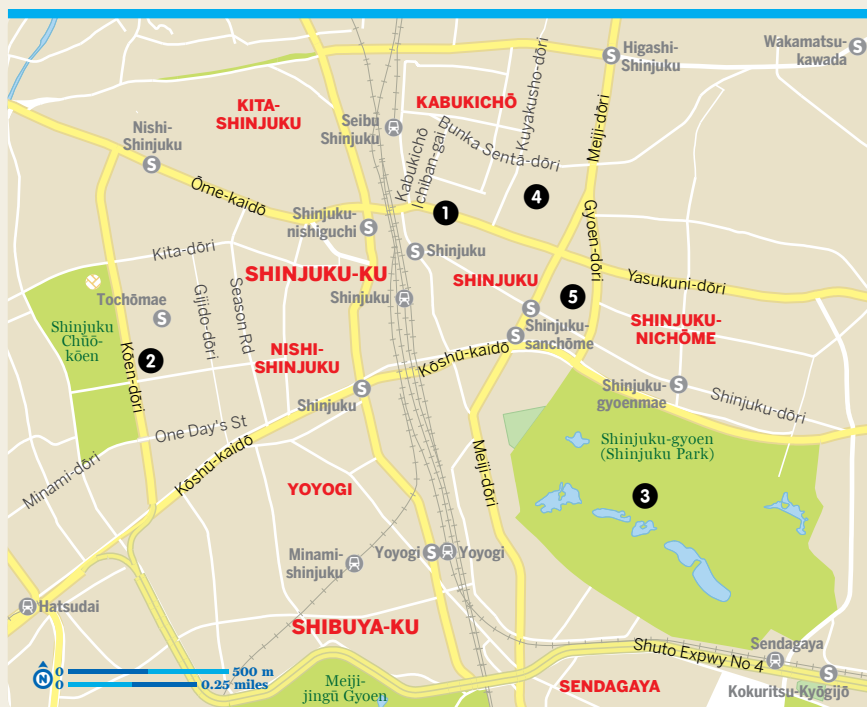 Higashi-
Shinjuku
Wakamatsu-
kawada
KITA-
SHINJUKU
KABUKICHŌ
Nishi-
Shinjuku
Seibu
Shinjuku
Kabukichō
Ichiban-gai
Bunka Sentā-dōri
Kuyakusho-dōri
Meiji-dōri
Ōme-kaidō
1
4
Shinjuku-
nishiguchi
Shinjuku
Gyoen-dōri
Kita-dōri
SHINJUKU-KU
SHINJUKU
Yasukuni-dōri
Tochōmae
Gijido-dōri
Season Rd
Shinjuku
5
Shinjuku
Chūō-
kōen
2
Kōen-dōri
NISHI-
SHINJUKU
Kōshū-kaidō
Shinjuku-
sanchōme
SHINJUKU-
NICHŌME
Shinjuku
Shinjuku-
gyoenmae
Shinjuku-dōri
One Day's St
Minami-dōri
Kōshū-kaidō
Meiji-dōri
Shinjuku-gyoen
(Shinjuku Park)
3
YOYOGI
Minami-
shinjuku
Yoyogi
Yoyogi
Hatsudai
SHIBUYA-KU
Shuto Expwy No 4
Sendagaya
N
0
500 m
0
0.25 miles
Meiji-
jingū Gyoen
SENDAGAYA
Kokuritsu-Kyōgijō